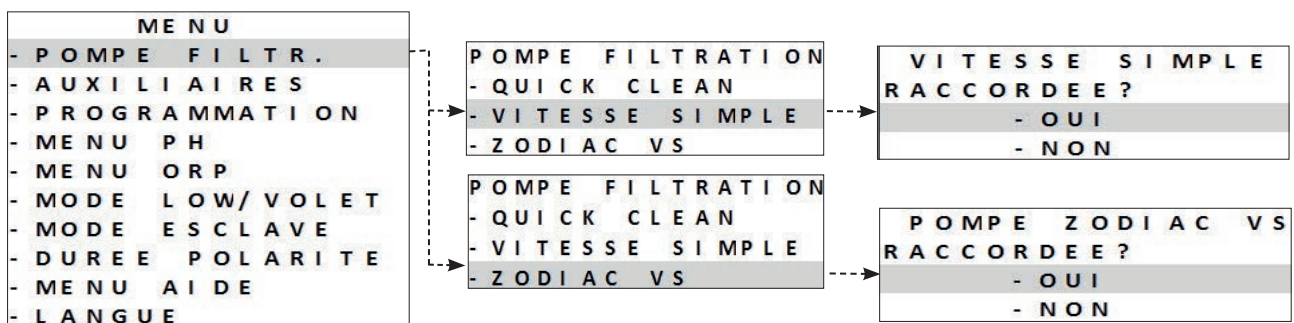 MENU
- POMPE FILTR.
- AUXILIAIRES
- PROGRAMMATION
- MENU PH
- MENU ORP
- MODE LOW/VOLET
- MODE ESCLAVE
- DUREE POLARITE
- MENU AIDE
- LANGUE
POMPE FILTRATION
- QUICK CLEAN
- VITESSE SIMPLE
- ZODIAC VS
VITESSE SIMPLE
RACCORDEE?
- OUI
- NON
POMPE FILTRATION
- QUICK CLEAN
- VITESSE SIMPLE
- ZODIAC VS
POMPE ZODIAC VS
RACCORDEE?
- OUI
- NON